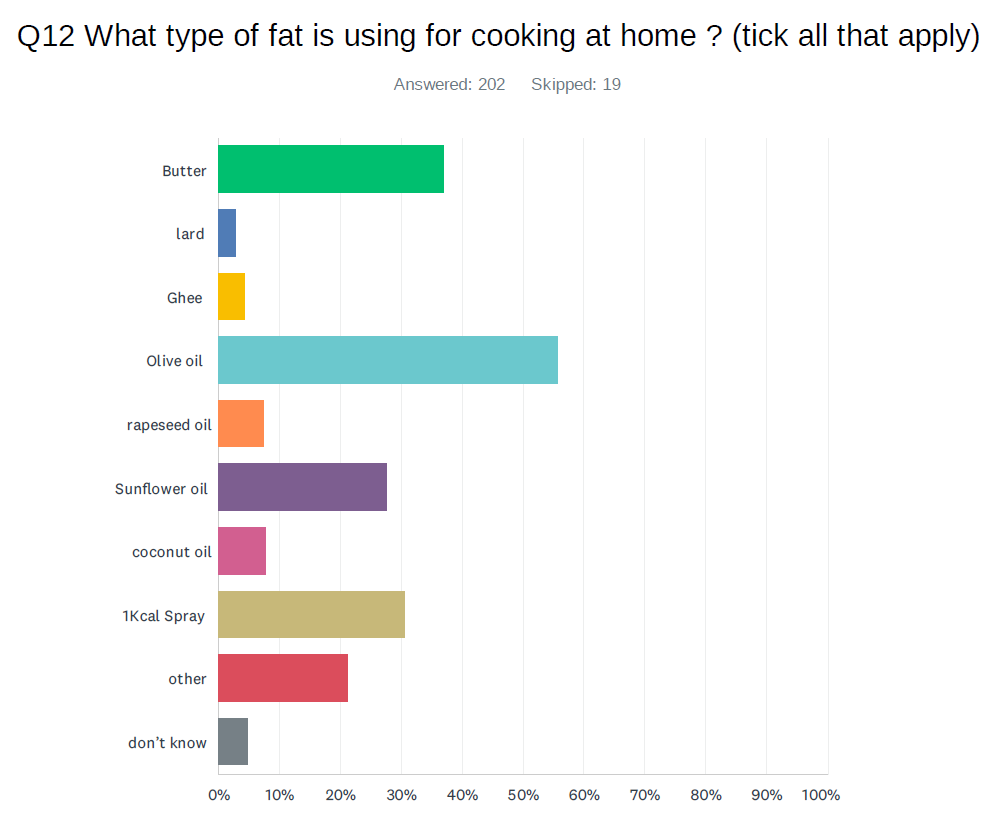 Q12 What type of fat is using for cooking at home ? (tick all that apply)
Answered: 202 Skipped: 19
Butter
lard
Ghee
Olive oil
rapeseed oil
Sunflower oil
coconut oil
1Kcal Spray
other
don’t know
0% 10% 20% 30% 40% 50% 60% 70% 80% 90% 100%